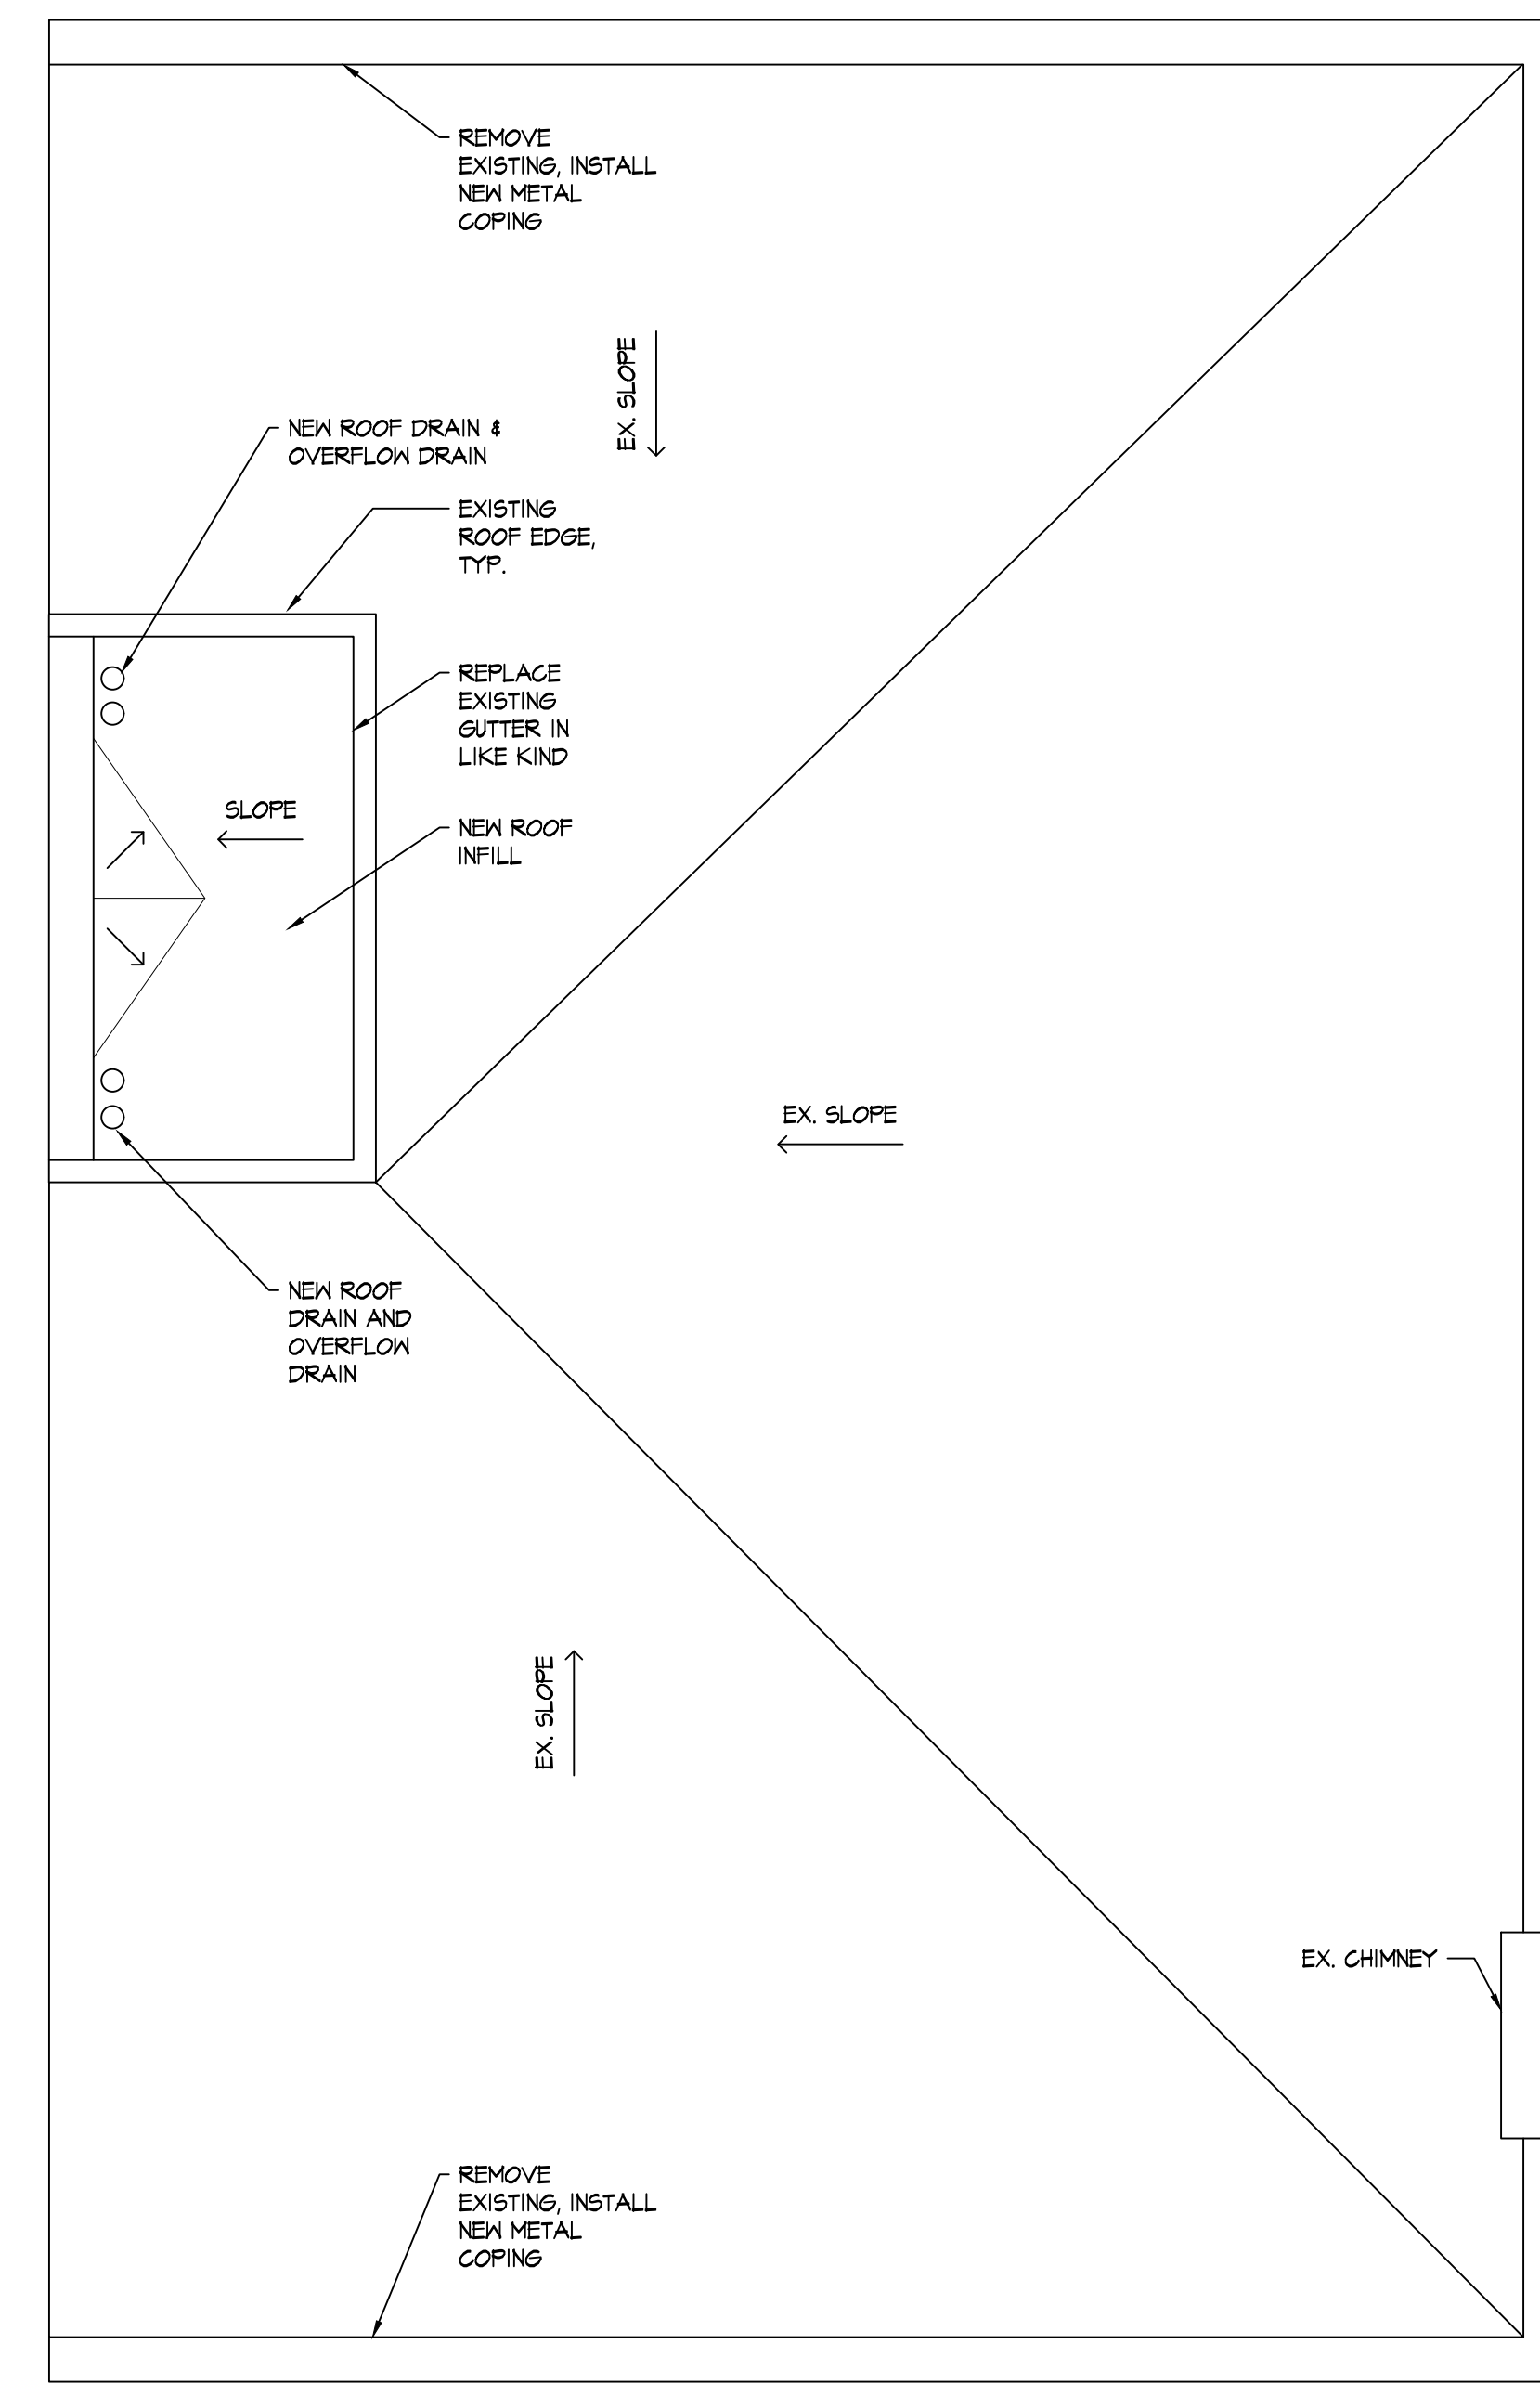 REMOVE
EXISTING, INSTALL
NEW METAL
COPING
EX. SLOPE
NEW ROOF DRAIN &
OVERFLOW DRAIN
EXISTING
ROOF EDGE,
TYP.
REPLACE
EXISTING
GUTTER IN
LIKE KIND
SLOPE
NEW ROOF
INFILL
EX. SLOPE
NEW ROOF
DRAIN AND
OVERFLOW
DRAIN
EX. SLOPE
EX. CHIMNEY
REMOVE
EXISTING, INSTALL
NEW METAL
COPING